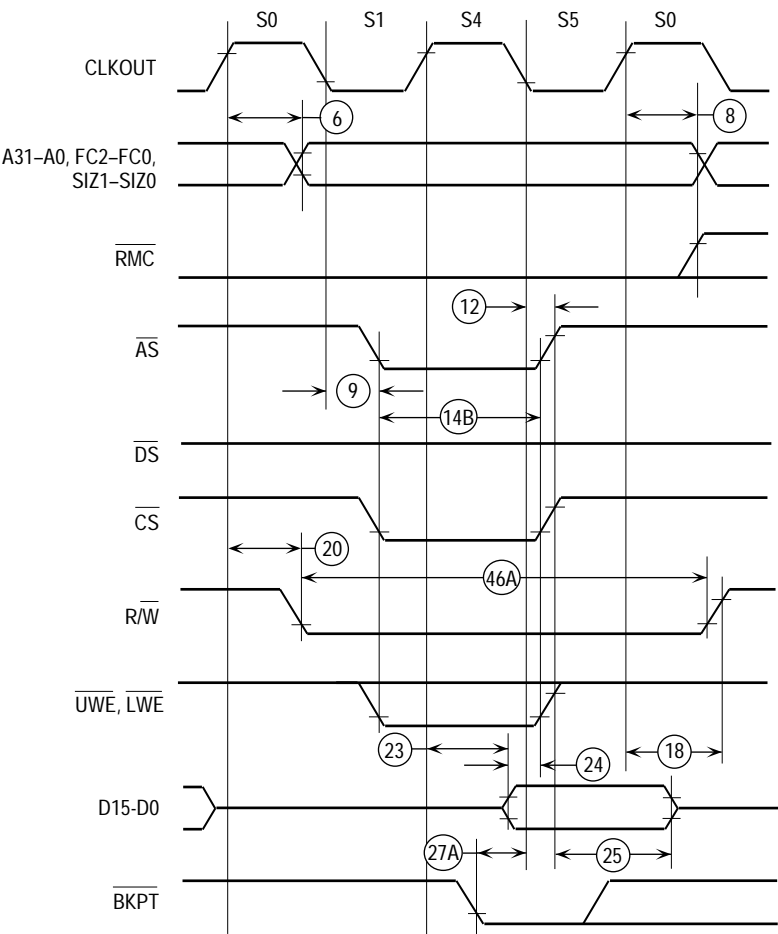 S0 S1 S4 S5 S0
CLKOUT
6 8
A31–A0, FC2–FC0,
SIZ1–SIZ0
RMC
12
AS
9
14B
DS
CS
20
46A
R/W
UWE, LWE
23 24 18
D15-D0
27A 25
BKPT